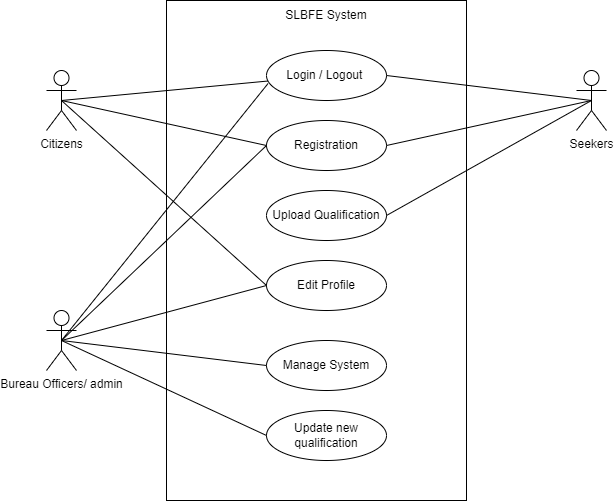 SLBFE System
Login / Logout
Citizens
Registration
Seekers
Upload Qualification
Edit Profile
Manage System
Bureau Officers/ admin
Update new
qualification